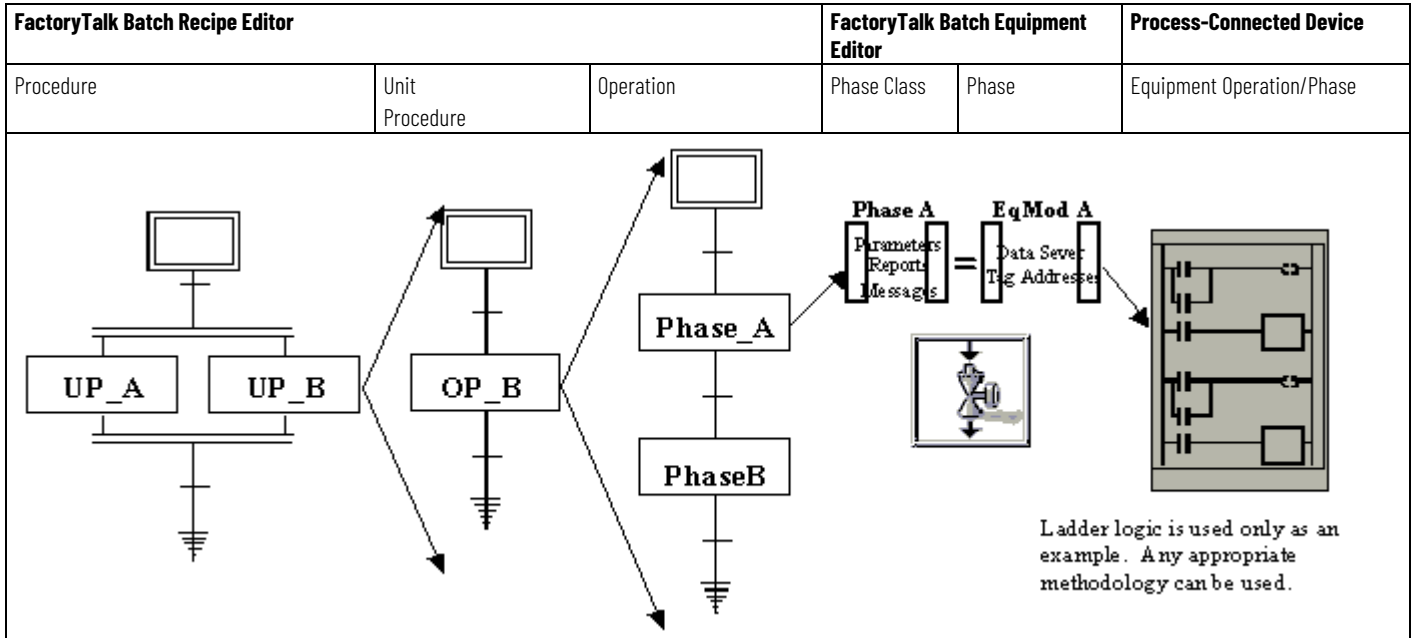 FactoryTalk Batch Recipe Editor
FactoryTalk Batch Equipment
Editor
Process-Connected Device
Procedure
Unit
Procedure
Operation
Phase Class
Phase
Equipment Operation/Phase
UP_A
UP_B
OP_B
Phase_A
PhaseB
Phase A
Parameters
Reports
Messages
=
EqMod A
Data Sever
Tag Addresses
Ladder logic is used only as an
example. Any appropriate
methodology can be used.